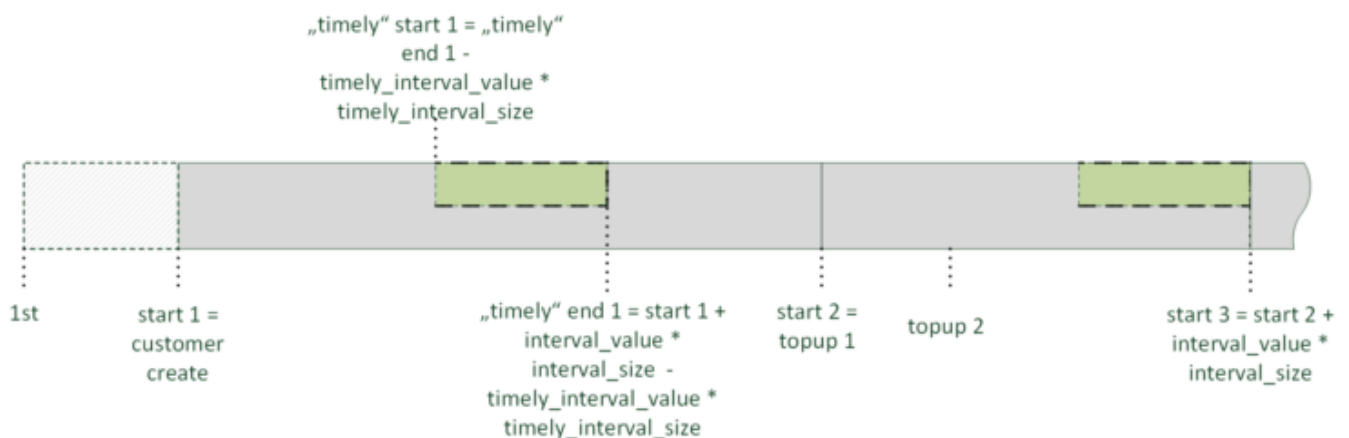 „timely“ start 1 = „timely“
end 1 -
timely_interval_value *
timely_interval_size
1st
start 1 =
customer
create
„timely“ end 1 = start 1 +
interval_value *
interval_size -
timely_interval_value *
timely_interval_size
start 2 =
topup 1
topup 2
start 3 = start 2 +
interval_value *
interval_size